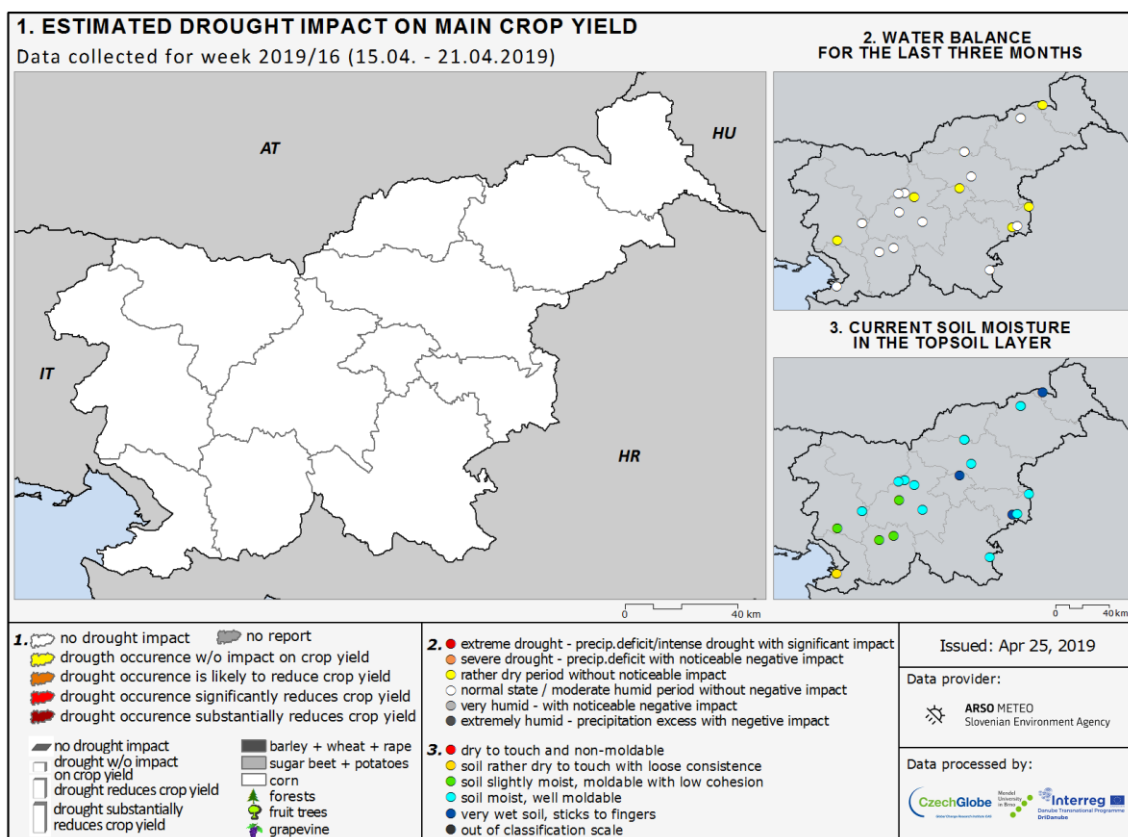 1. ESTIMATED DROUGHT IMPACT ON MAIN CROP YIELD
Data collected for week 2019/16 (15.04. - 21.04.2019)
AT
HU
IT
HR
0 40 km
2. WATER BALANCE
FOR THE LAST THREE MONTHS
3. CURRENT SOIL MOISTURE
IN THE TOPSOIL LAYER
0 40 km
1. no drought impact no report
drougth occurence w/o impact on crop yield
drought occurence is likely to reduce crop yield
drought occurence significantly reduces crop yield
drought occurence substantially reduces crop yield
no drought impact
drought w/o impact
on crop yield
drought reduces crop yield
drought substantially
reduces crop yield
barley + wheat + rape
sugar beet + potatoes
corn
forests
fruit trees
grapevine
2. extreme drought - precip.deficit/intense drought with significant impact
severe drought - precip.deficit with noticeable negative impact
rather dry period without noticeable impact
normal state / moderate humid period without negative impact
very humid - with noticeable negative impact
extremely humid - precipitation excess with negetive impact
3. dry to touch and non-moldable
soil rather dry to touch with loose consistence
soil slightly moist, moldable with low cohesion
soil moist, well moldable
very wet soil, sticks to fingers
out of classification scale
Issued: Apr 25, 2019
Data provider:
ARSO METEO
Slovenian Environment Agency
Data processed by:
CzechGlobe
Mendel
University
in Brno
Interreg
Danube Transnational Programme
DriDanube